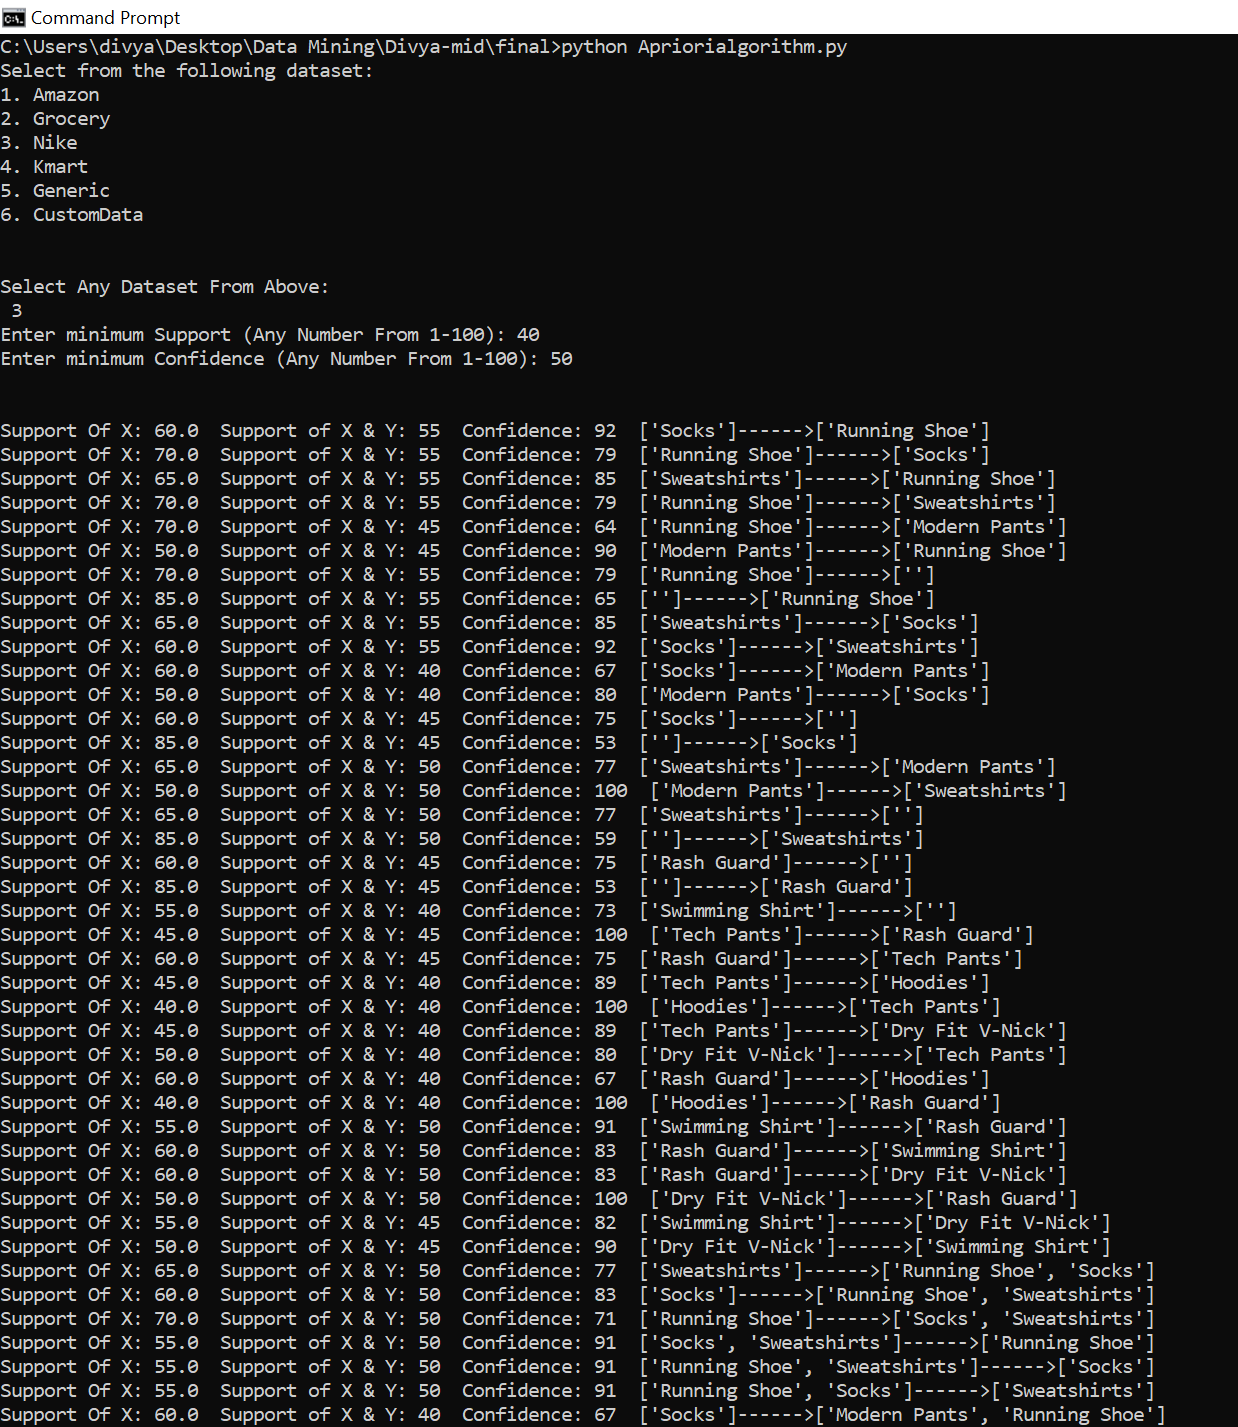 Command Prompt
C:\Users\divya\Desktop\Data Mining\Divya-mid\final>python Apriorialgorithm.py
Select from the following dataset:
1. Amazon
2. Grocery
3. Nike
4. Kmart
5. Generic
6. CustomData
Select Any Dataset From Above:
3
Enter minimum Support (Any Number From 1-100): 40
Enter minimum Confidence (Any Number From 1-100): 50
Support Of X: 60.0  Support of X & Y: 55  Confidence: 92  ['Socks']------>['Running Shoe']
Support Of X: 70.0  Support of X & Y: 55  Confidence: 79  ['Running Shoe']------>['Socks']
Support Of X: 65.0  Support of X & Y: 55  Confidence: 85  ['Sweatshirts']------>['Running Shoe']
Support Of X: 70.0  Support of X & Y: 55  Confidence: 79  ['Running Shoe']------>['Sweatshirts']
Support Of X: 70.0  Support of X & Y: 45  Confidence: 64  ['Running Shoe']------>['Modern Pants']
Support Of X: 50.0  Support of X & Y: 45  Confidence: 90  ['Modern Pants']------>['Running Shoe']
Support Of X: 70.0  Support of X & Y: 55  Confidence: 79  ['Running Shoe']------>['']
Support Of X: 85.0  Support of X & Y: 55  Confidence: 65  ['']------>['Running Shoe']
Support Of X: 65.0  Support of X & Y: 55  Confidence: 85  ['Sweatshirts']------>['Socks']
Support Of X: 60.0  Support of X & Y: 55  Confidence: 92  ['Socks']------>['Sweatshirts']
Support Of X: 60.0  Support of X & Y: 40  Confidence: 67  ['Socks']------>['Modern Pants']
Support Of X: 50.0  Support of X & Y: 40  Confidence: 80  ['Modern Pants']------>['Socks']
Support Of X: 60.0  Support of X & Y: 45  Confidence: 75  ['Socks']------>['']
Support Of X: 85.0  Support of X & Y: 45  Confidence: 53  ['']------>['Socks']
Support Of X: 65.0  Support of X & Y: 50  Confidence: 77  ['Sweatshirts']------>['Modern Pants']
Support Of X: 50.0  Support of X & Y: 50  Confidence: 100  ['Modern Pants']------>['Sweatshirts']
Support Of X: 65.0  Support of X & Y: 50  Confidence: 77  ['Sweatshirts']------>['']
Support Of X: 85.0  Support of X & Y: 50  Confidence: 59  ['']------>['Sweatshirts']
Support Of X: 60.0  Support of X & Y: 45  Confidence: 75  ['Rash Guard']------>['']
Support Of X: 85.0  Support of X & Y: 45  Confidence: 53  ['']------>['Rash Guard']
Support Of X: 55.0  Support of X & Y: 40  Confidence: 73  ['Swimming Shirt']------>['']
Support Of X: 45.0  Support of X & Y: 45  Confidence: 100  ['Tech Pants']------>['Rash Guard']
Support Of X: 60.0  Support of X & Y: 45  Confidence: 75  ['Rash Guard']------>['Tech Pants']
Support Of X: 45.0  Support of X & Y: 40  Confidence: 89  ['Tech Pants']------>['Hoodies']
Support Of X: 40.0  Support of X & Y: 40  Confidence: 100  ['Hoodies']------>['Tech Pants']
Support Of X: 45.0  Support of X & Y: 40  Confidence: 89  ['Tech Pants']------>['Dry Fit V-Nick']
Support Of X: 50.0  Support of X & Y: 40  Confidence: 80  ['Dry Fit V-Nick']------>['Tech Pants']
Support Of X: 60.0  Support of X & Y: 40  Confidence: 67  ['Rash Guard']------>['Hoodies']
Support Of X: 40.0  Support of X & Y: 40  Confidence: 100  ['Hoodies']------>['Rash Guard']
Support Of X: 55.0  Support of X & Y: 50  Confidence: 91  ['Swimming Shirt']------>['Rash Guard']
Support Of X: 60.0  Support of X & Y: 50  Confidence: 83  ['Rash Guard']------>['Swimming Shirt']
Support Of X: 60.0  Support of X & Y: 50  Confidence: 83  ['Rash Guard']------>['Dry Fit V-Nick']
Support Of X: 50.0  Support of X & Y: 50  Confidence: 100  ['Dry Fit V-Nick']------>['Rash Guard']
Support Of X: 55.0  Support of X & Y: 45  Confidence: 82  ['Swimming Shirt']------>['Dry Fit V-Nick']
Support Of X: 50.0  Support of X & Y: 45  Confidence: 90  ['Dry Fit V-Nick']------>['Swimming Shirt']
Support Of X: 65.0  Support of X & Y: 50  Confidence: 77  ['Sweatshirts']------>['Running Shoe', 'Socks']
Support Of X: 60.0  Support of X & Y: 50  Confidence: 83  ['Socks']------>['Running Shoe', 'Sweatshirts']
Support Of X: 70.0  Support of X & Y: 50  Confidence: 71  ['Running Shoe']------>['Socks', 'Sweatshirts']
Support Of X: 55.0  Support of X & Y: 50  Confidence: 91  ['Socks', 'Sweatshirts']------>['Running Shoe']
Support Of X: 55.0  Support of X & Y: 50  Confidence: 91  ['Running Shoe', 'Sweatshirts']------>['Socks']
Support Of X: 55.0  Support of X & Y: 50  Confidence: 91  ['Running Shoe', 'Socks']------>['Sweatshirts']
Support Of X: 60.0  Support of X & Y: 40  Confidence: 67  ['Socks']------>['Modern Pants', 'Running Shoe']